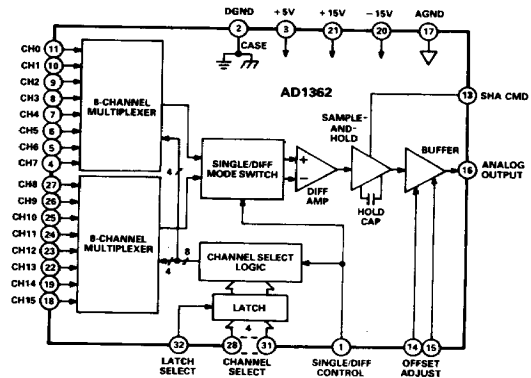 DGND +5V +15V -15V AGND
2 3 21 20 17
CASE
CH0 11
CH1 10
CH2 9
CH3 8
CH4 7
CH5 6
CH6 5
CH7 4
8-CHANNEL
MULTIPLEXER
AD1362
SAMPLE-
AND-
HOLD
13 SHA CMD
4
SINGLE/DIFF
MODE SWITCH
+
−
DIFF
AMP
HOLD
CAP
BUFFER
16 ANALOG
OUTPUT
CH8 27
CH9 26
CH10 25
CH11 24
CH12 23
CH13 22
CH14 19
CH15 18
8-CHANNEL
MULTIPLEXER
4
8
CHANNEL SELECT
LOGIC
LATCH
4
32 28 31 1 14 15
LATCH
SELECT
CHANNEL
SELECT
SINGLE/DIFF
CONTROL
OFFSET
ADJUST